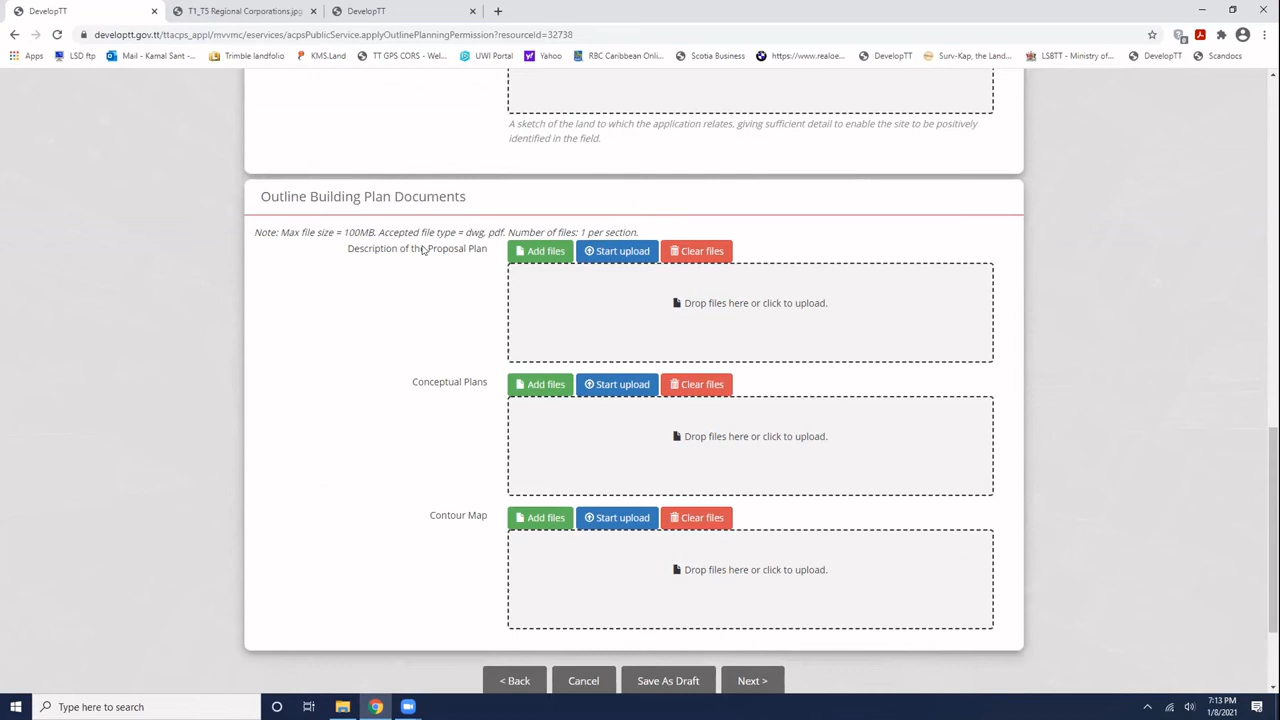 DevelopTT
T1_T5 Regional Corporations.jpg
DevelopTT
developtt.gov.tt/ttacps_appl/mvvmc/eservices/acpsPublicService.applyOutlinePlanningPermission?resourceId=32738
Apps
LSD ftp
Mail - Kamal Sant -...
Trimble landfolio
KMS.Land
TT GPS CORS - Wel...
UWI Portal
Yahoo
RBC Caribbean Onli...
Scotia Business
https://www.realoe...
DevelopTT
Surv-Kap, the Land...
LSBTT - Ministry of...
DevelopTT
Scandocs
A sketch of the land to which the application relates, giving sufficient detail to enable the site to be positively
identified in the field.
Outline Building Plan Documents
Note: Max file size = 100MB. Accepted file type = dwg, pdf. Number of files: 1 per section.
Description of the Proposal Plan
Add files
Start upload
Clear files
Drop files here or click to upload.
Conceptual Plans
Add files
Start upload
Clear files
Drop files here or click to upload.
Contour Map
Add files
Start upload
Clear files
Drop files here or click to upload.
< Back
Cancel
Save As Draft
Next >
Type here to search
7:13 PM
1/8/2021